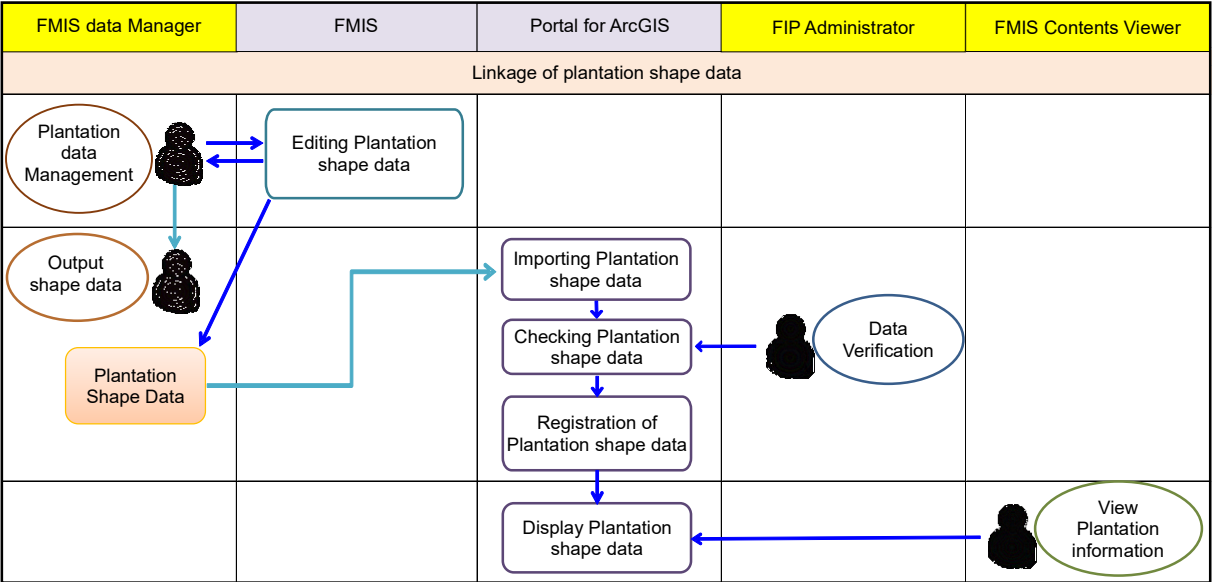 FMIS data Manager
FMIS
Portal for ArcGIS
FIP Administrator
FMIS Contents Viewer
Linkage of plantation shape data
Plantation
data
Management
Editing Plantation
shape data
Output
shape data
Importing Plantation
shape data
Checking Plantation
shape data
Data
Verification
Plantation
Shape Data
Registration of
Plantation shape data
Display Plantation
shape data
View
Plantation
information